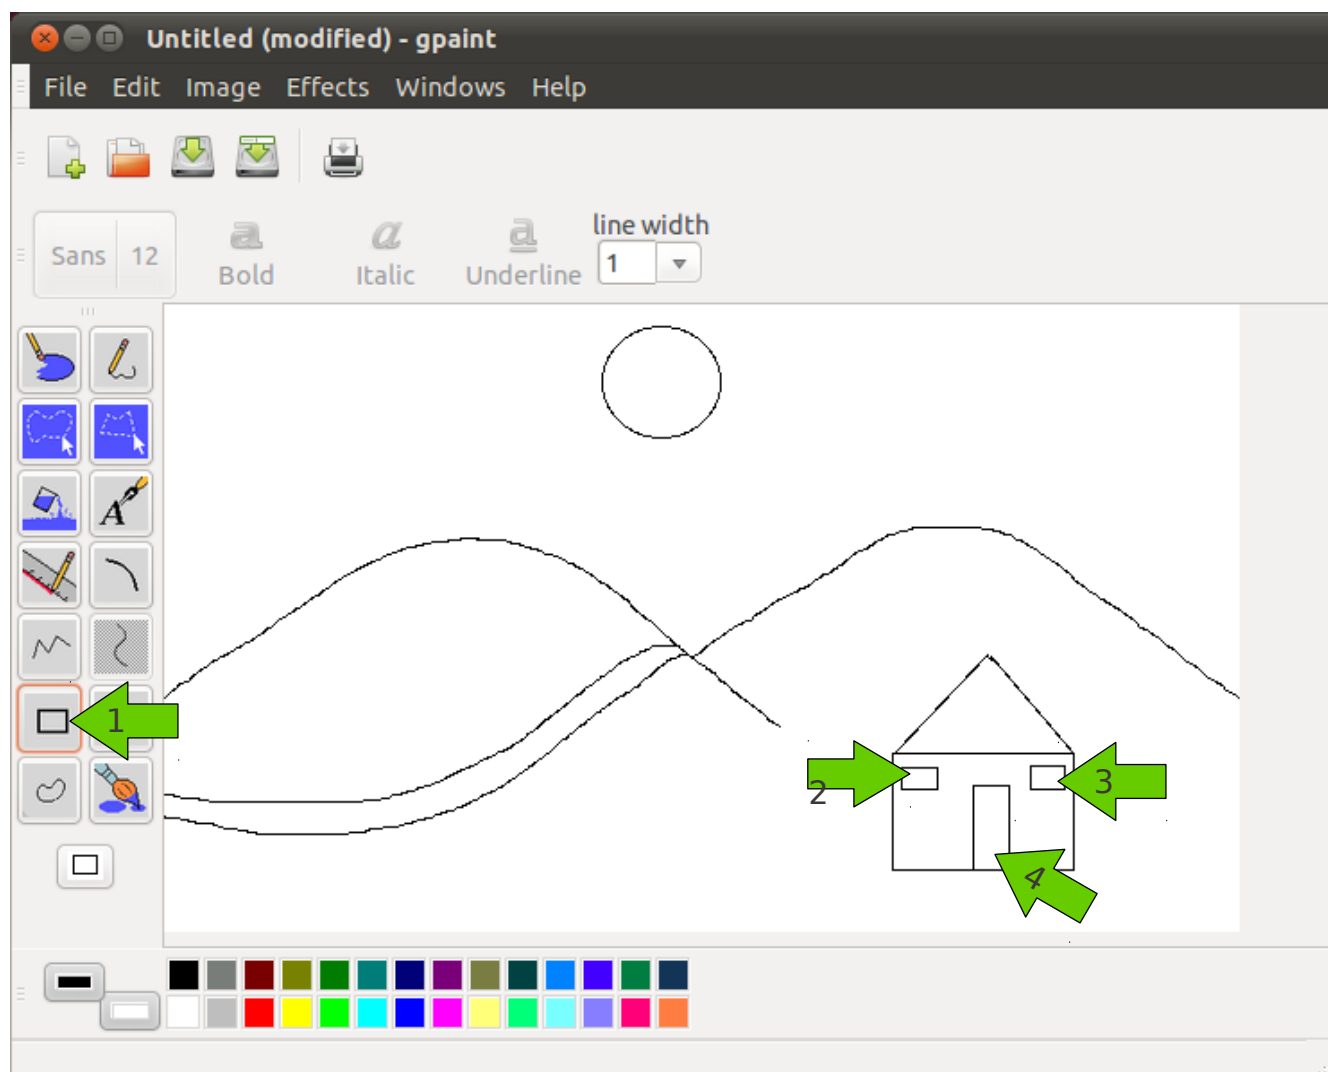 Untitled (modified) - gpaint
File Edit Image Effects Windows Help
line width
Sans 12 a Bold a Italic a Underline 1
A
1
2
3
4